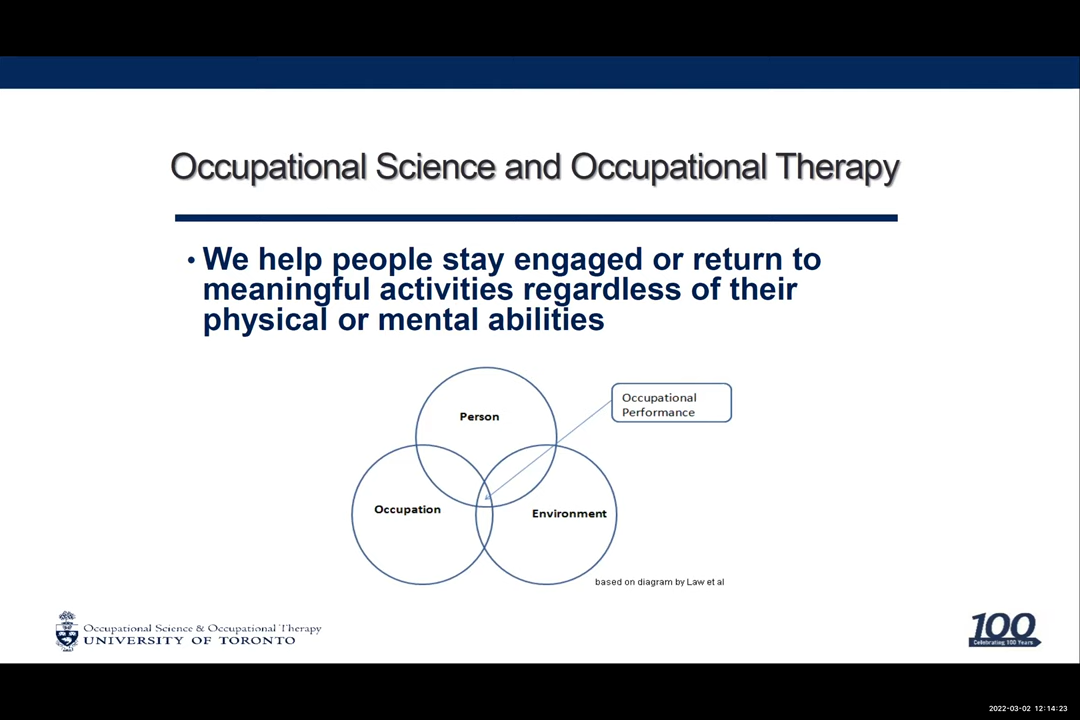 Occupational Science and Occupational Therapy
• We help people stay engaged or return to
meaningful activities regardless of their
physical or mental abilities
Person
Occupational
Performance
Occupation
Environment
based on diagram by Law et al
Occupational Science & Occupational Therapy
UNIVERSITY OF TORONTO
100
Celebrating 100 Years
2022-03-02 12:14:23